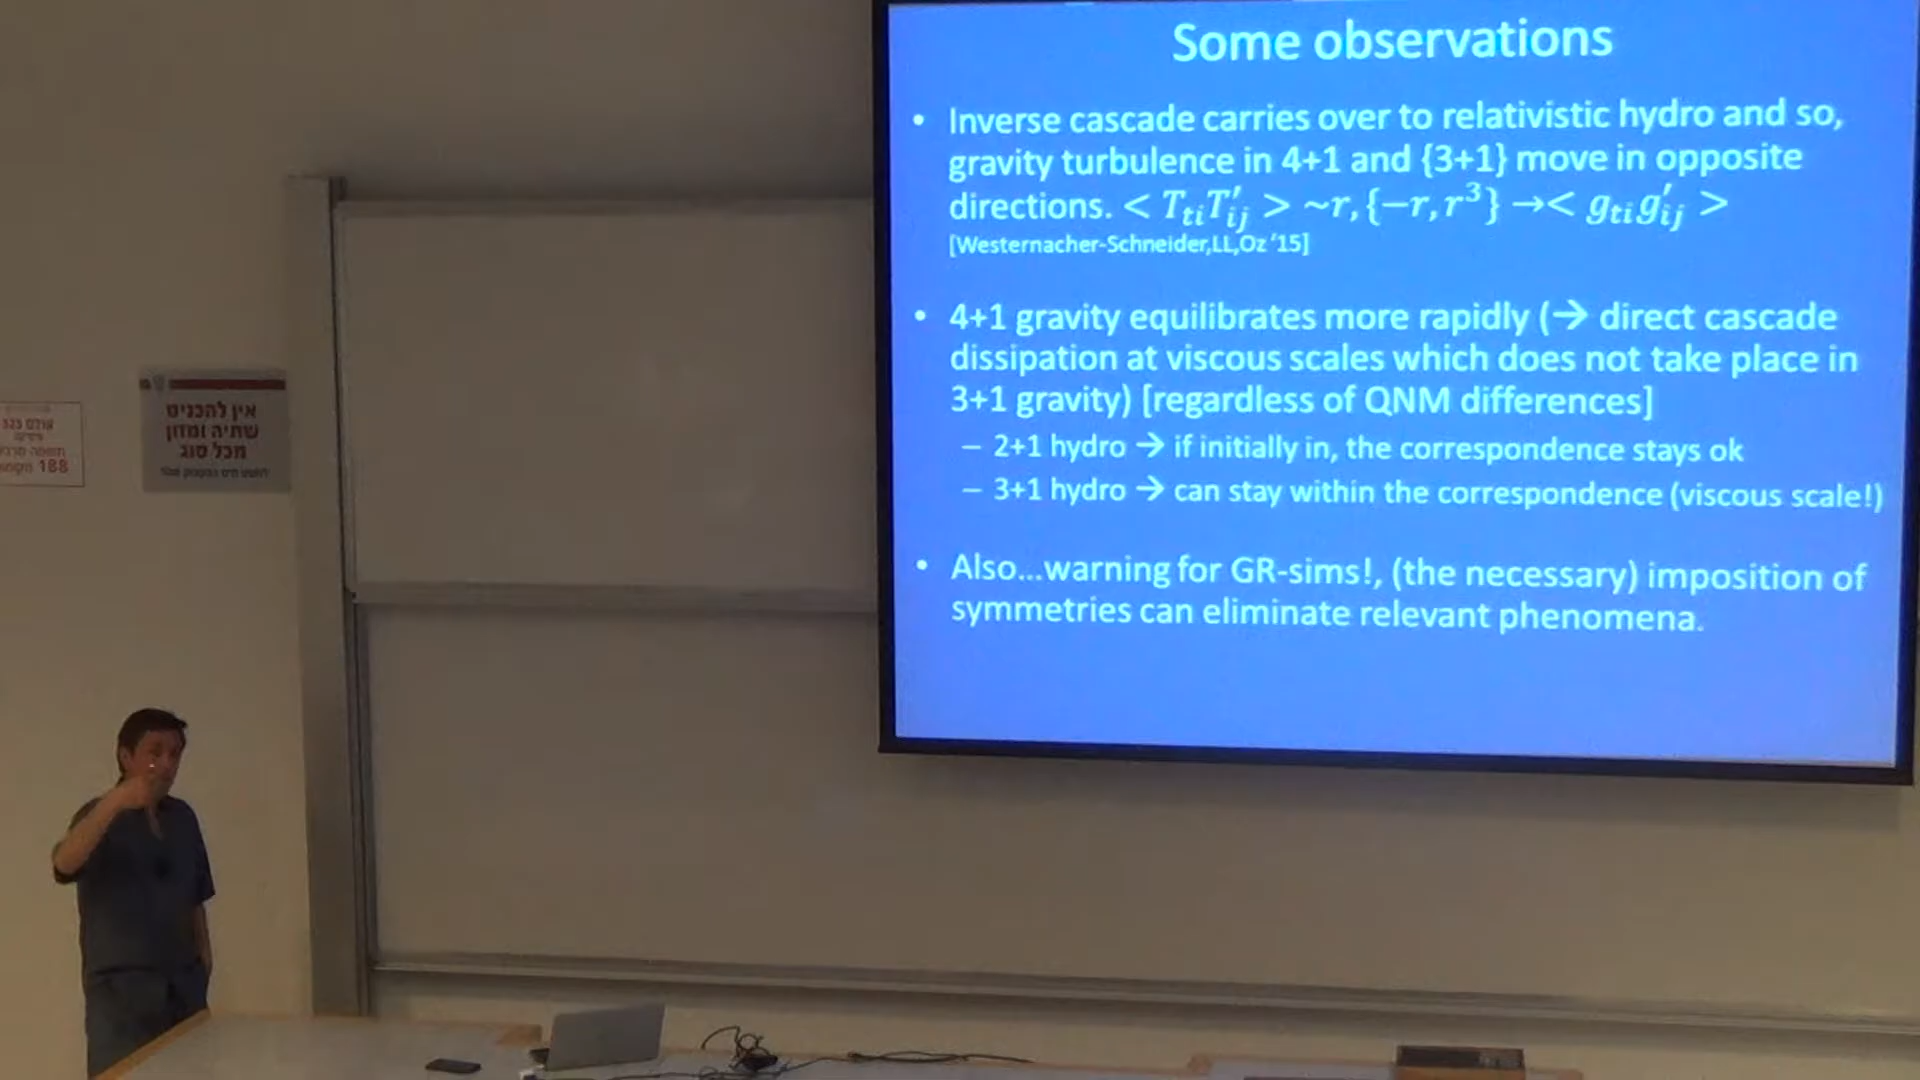 Some observations
• Inverse cascade carries over to relativistic hydro and so,
gravity turbulence in 4+1 and {3+1} move in opposite
directions. < T_{ti}T'_{ij} > ~r, {−r, r³} →< g_{ti}g'_{ij} >
[Westernacher-Schneider,LL,Oz '15]
• 4+1 gravity equilibrates more rapidly (→ direct cascade
dissipation at viscous scales which does not take place in
3+1 gravity) [regardless of QNM differences]
– 2+1 hydro → if initially in, the correspondence stays ok
– 3+1 hydro → can stay within the correspondence (viscous scale!)
• Also...warning for GR-sims!, (the necessary) imposition of
symmetries can eliminate relevant phenomena.
אין להכניס
שתיה ומזון
מכל סוג
188